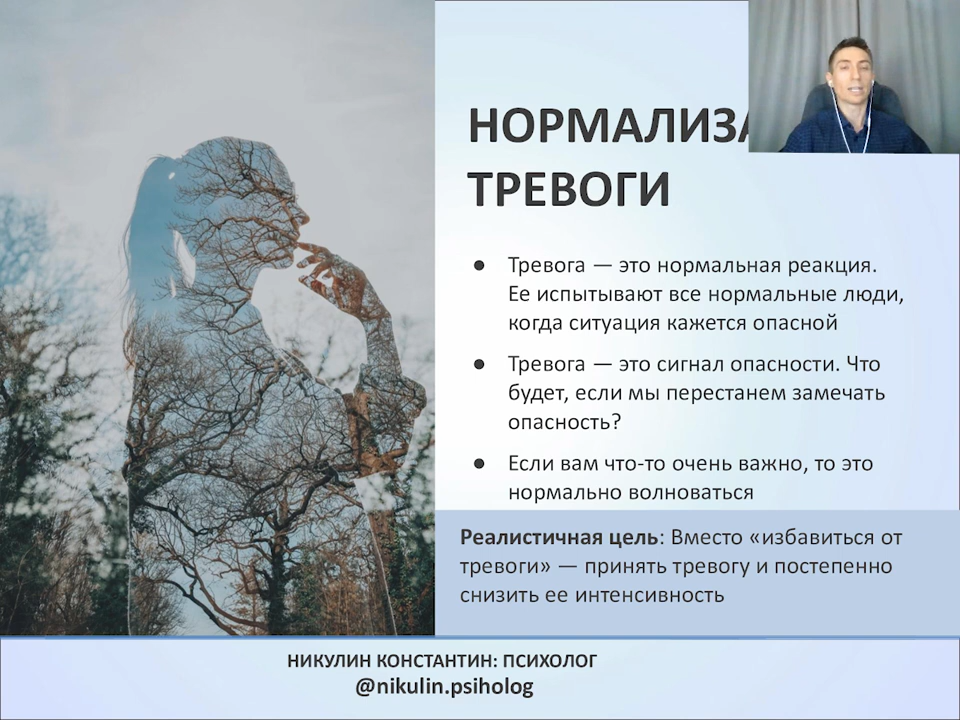 НОРМАЛИЗА
ТРЕВОГИ
● Тревога — это нормальная реакция.
Ее испытывают все нормальные люди,
когда ситуация кажется опасной
● Тревога — это сигнал опасности. Что
будет, если мы перестанем замечать
опасность?
● Если вам что-то очень важно, то это
нормально волноваться
Реалистичная цель: Вместо «избавиться от
тревоги» — принять тревогу и постепенно
снизить ее интенсивность
НИКУЛИН КОНСТАНТИН: ПСИХОЛОГ
@nikulin.psiholog